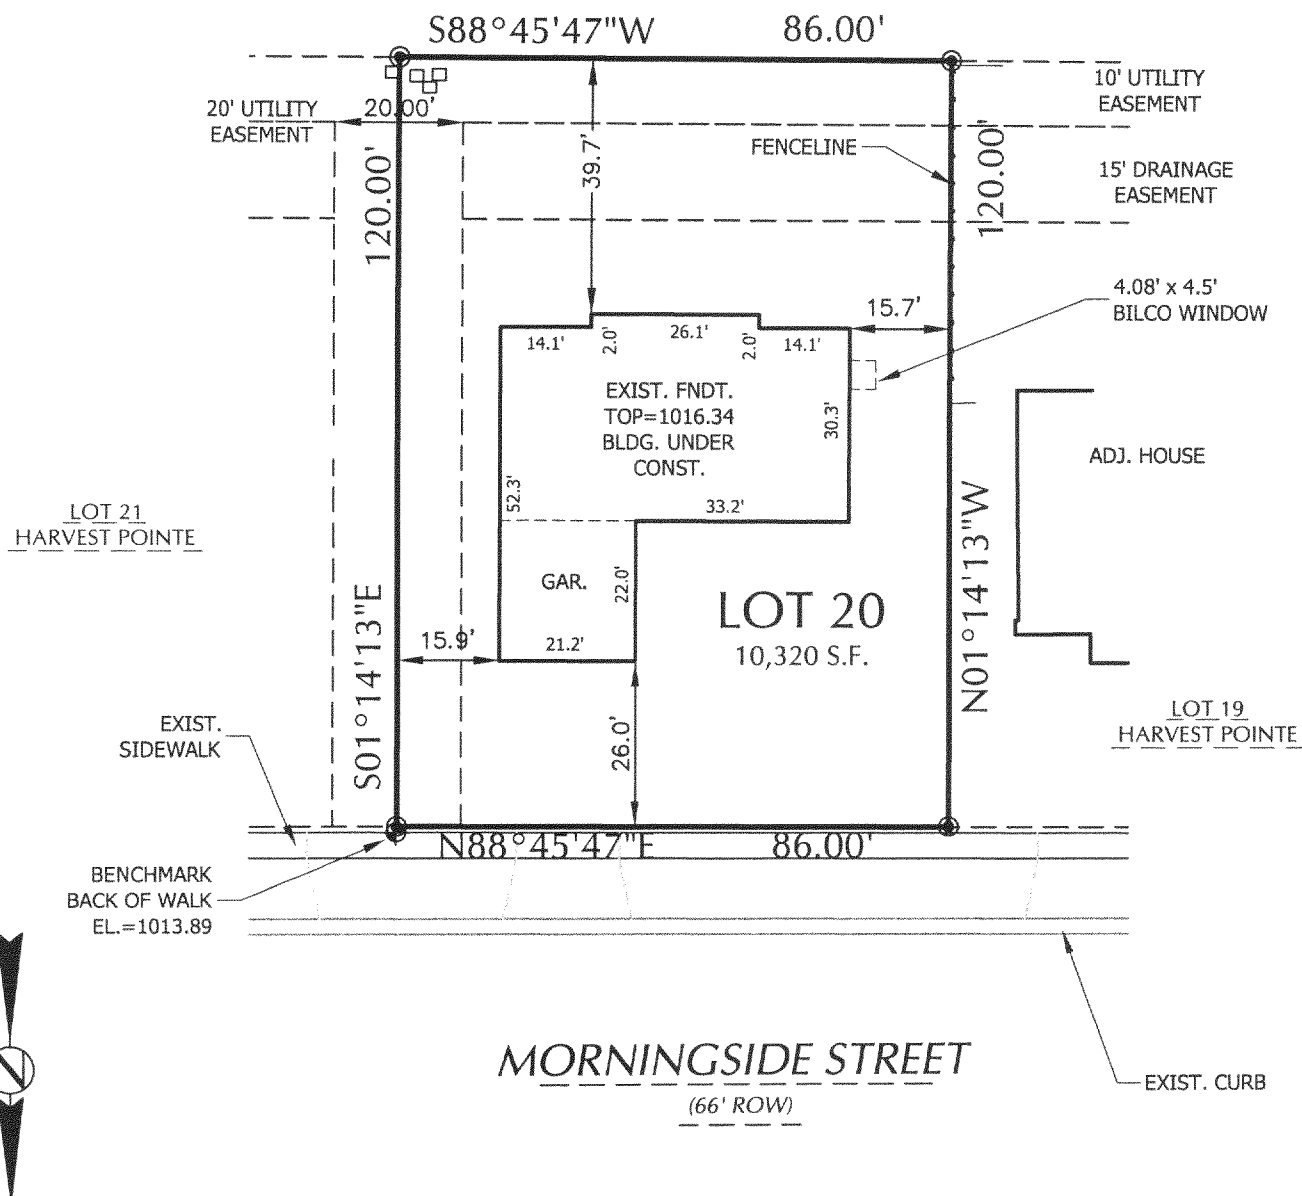 S88°45'47"W 86.00'
20' UTILITY
EASEMENT
20.00'
10' UTILITY
EASEMENT
FENCELINE
39.7'
120.00'
120.00'
15' DRAINAGE
EASEMENT
4.08' x 4.5'
BILCO WINDOW
15.7'
14.1'
2.0'
26.1'
2.0'
14.1'
EXIST. FNDT.
TOP=1016.34
BLDG. UNDER
CONST.
30.3'
52.3'
33.2'
ADJ. HOUSE
LOT 21
HARVEST POINTE
GAR.
22.0'
21.2'
LOT 20
10,320 S.F.
S01°14'13"E
N01°14'13"W
15.9'
26.0'
EXIST.
SIDEWALK
LOT 19
HARVEST POINTE
N88°45'47"E 86.00'
BENCHMARK
BACK OF WALK
EL.=1013.89
N
MORNINGSIDE STREET
(66' ROW)
EXIST. CURB